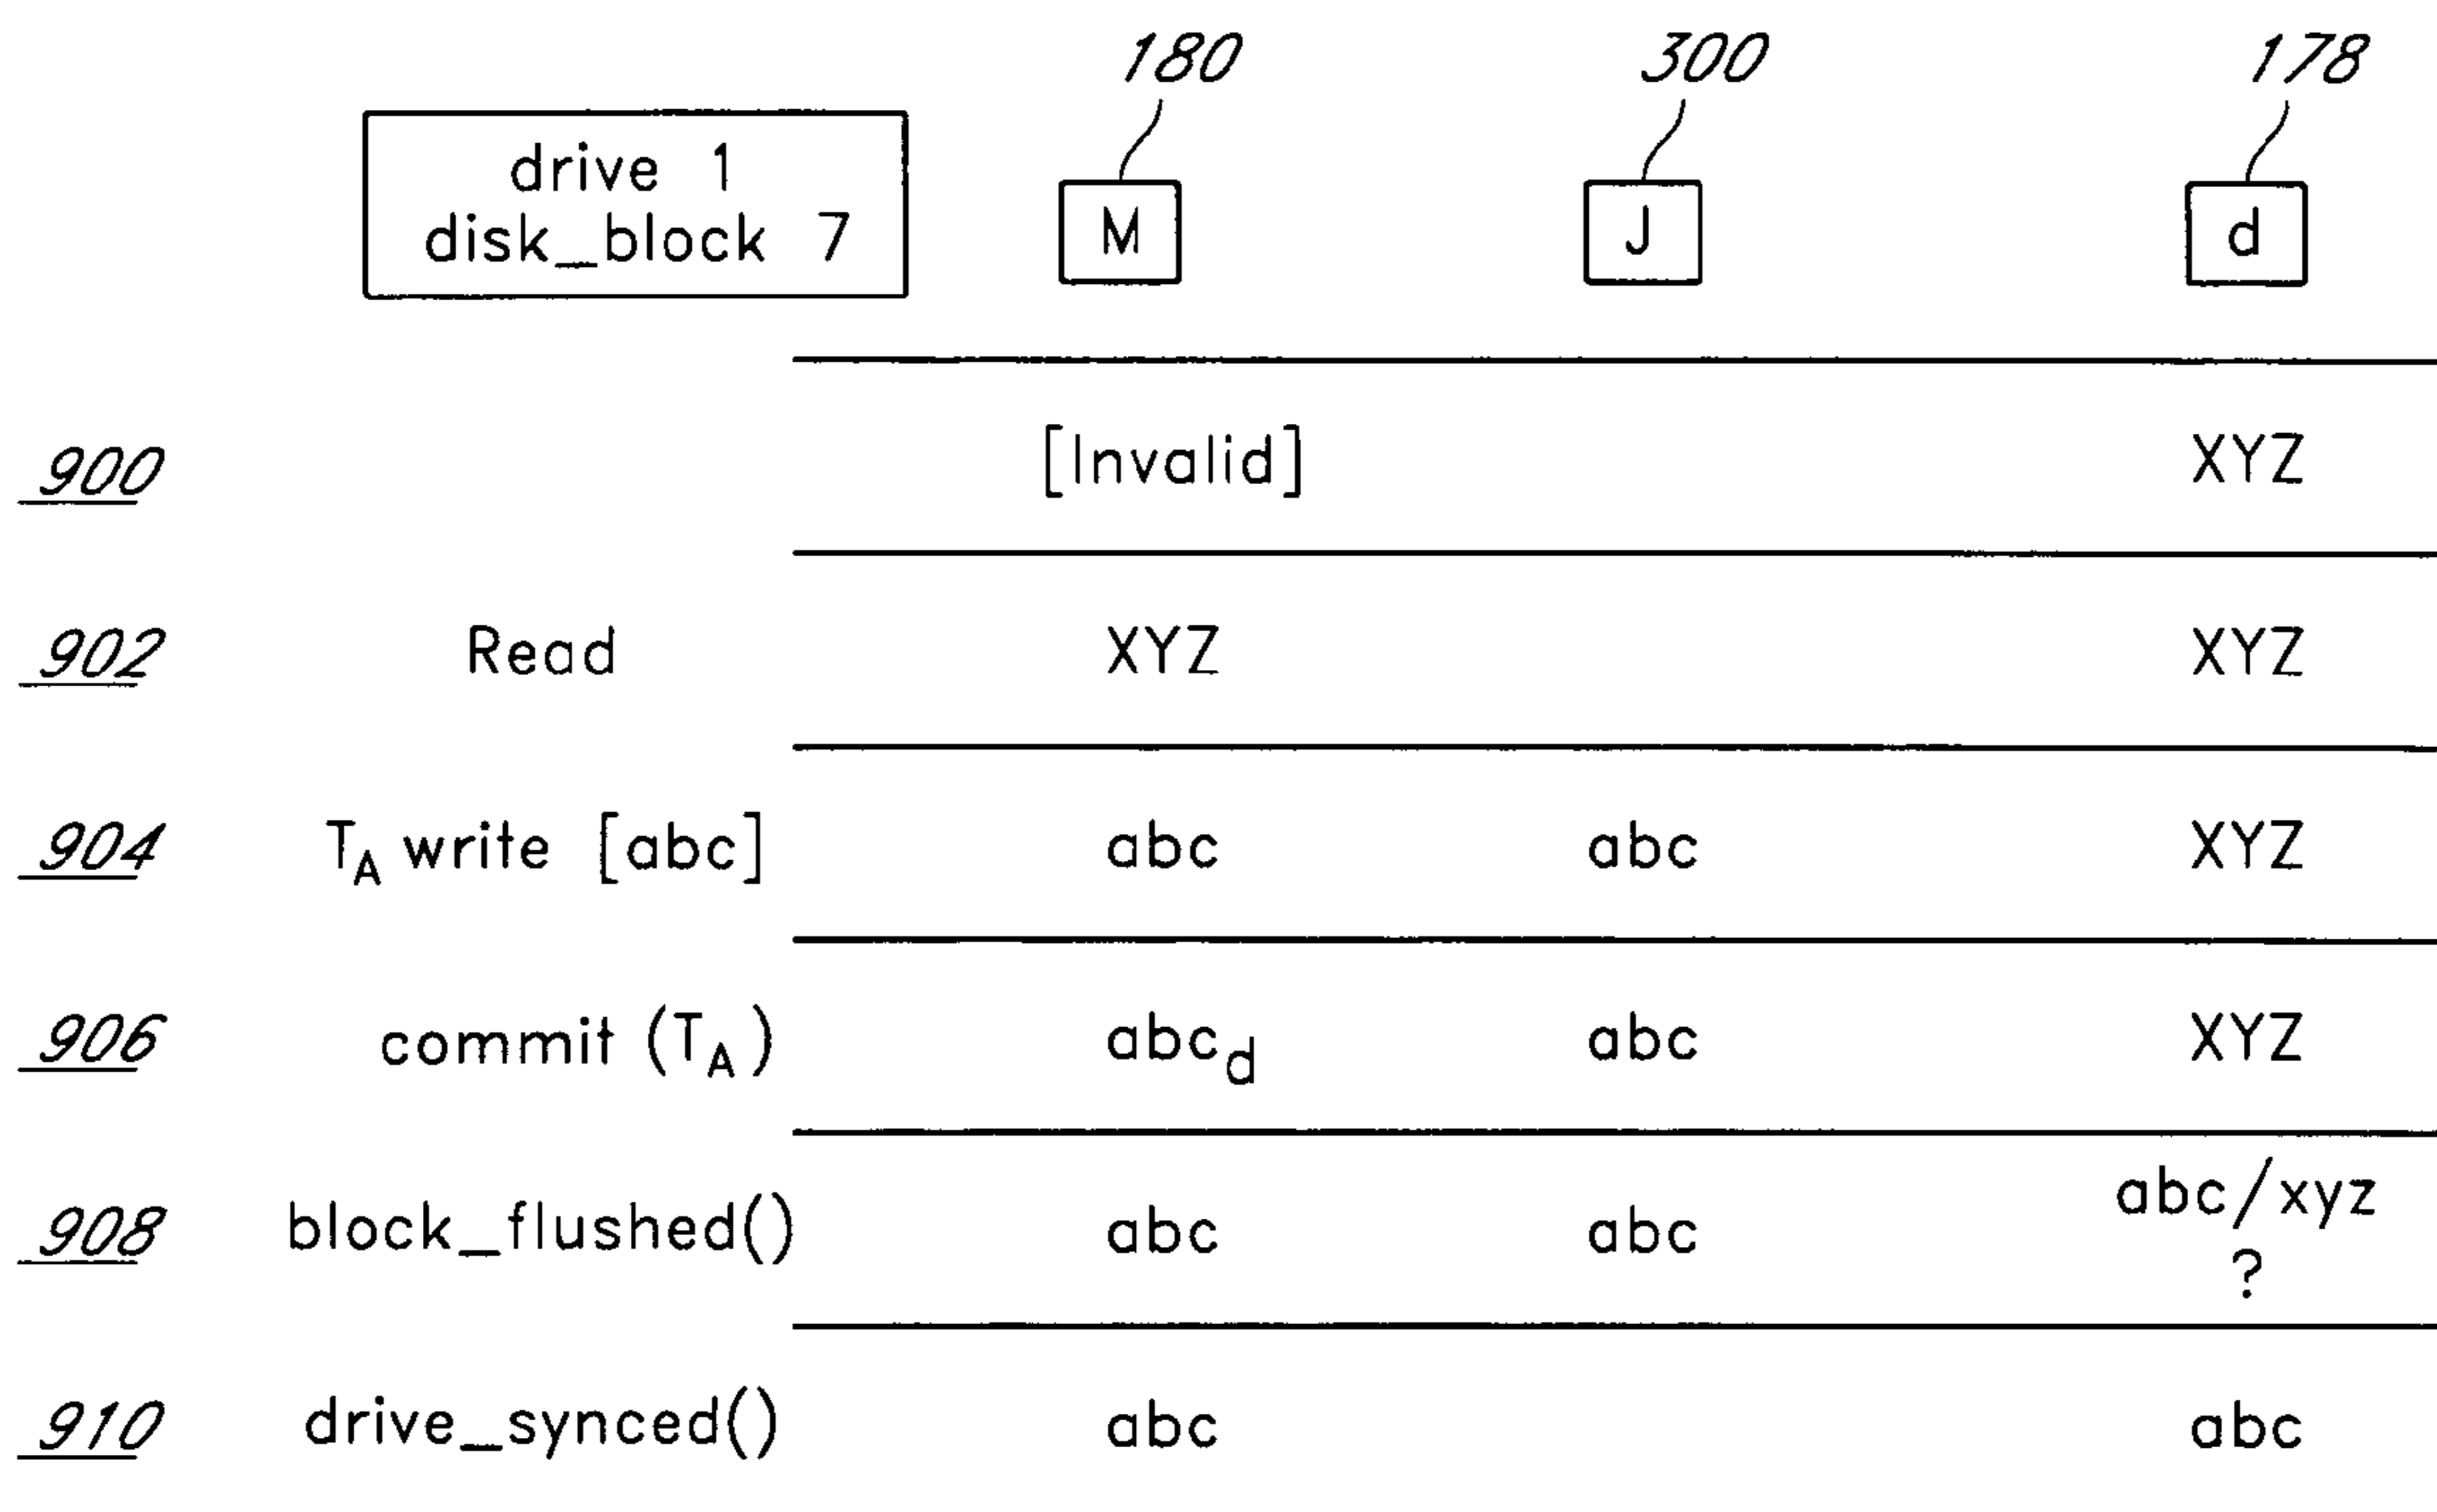 180 300 178
drive 1
disk_block 7
M J d
900 [Invalid] XYZ
902 Read XYZ XYZ
904 TA write [abc] abc abc XYZ
906 commit (TA) abcd abc XYZ
908 block_flushed() abc abc abc/xyz
?
910 drive_synced() abc abc